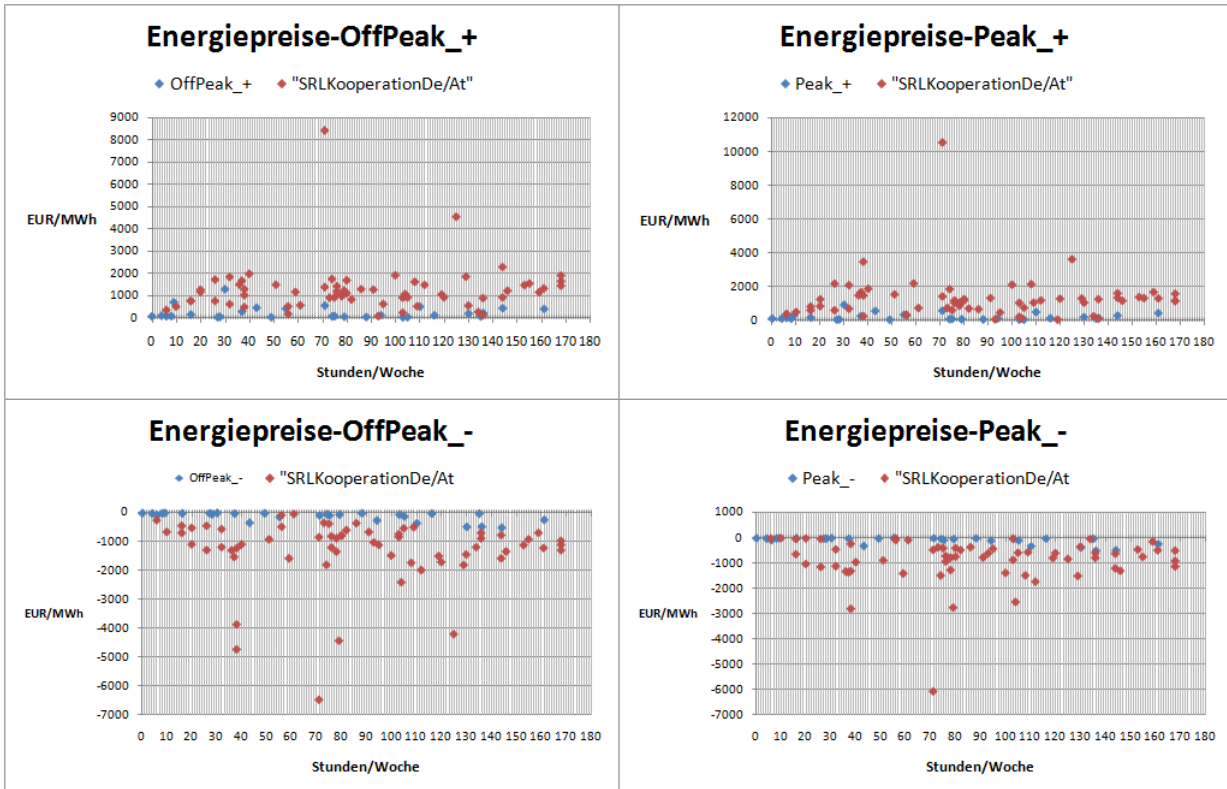 Energiepreise-OffPeak_+
OffPeak_+ "SRLKooperationDe/At"
9000
8000
7000
6000
5000
4000
3000
2000
1000
0
EUR/MWh
0 10 20 30 40 50 60 70 80 90 100 110 120 130 140 150 160 170 180
Stunden/Woche
Energiepreise-Peak_+
Peak_+ "SRLKooperationDe/At"
12000
10000
8000
6000
4000
2000
0
EUR/MWh
0 10 20 30 40 50 60 70 80 90 100 110 120 130 140 150 160 170 180
Stunden/Woche
Energiepreise-OffPeak_-
OffPeak_- "SRLKooperationDe/At
0
-1000
-2000
-3000
-4000
-5000
-6000
-7000
EUR/MWh
0 10 20 30 40 50 60 70 80 90 100 110 120 130 140 150 160 170 180
Stunden/Woche
Energiepreise-Peak_-
Peak_- "SRLKooperationDe/At
1000
0
-1000
-2000
-3000
-4000
-5000
-6000
-7000
EUR/MWh
0 10 20 30 40 50 60 70 80 90 100 110 120 130 140 150 160 170 180
Stunden/Woche